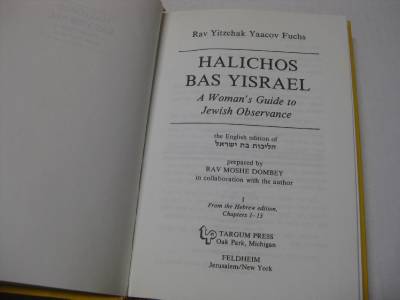 Rav Yitzchak Yaacov Fuchs
HALICHOS
BAS YISRAEL
A Woman's Guide to
Jewish Observance
the English edition of
הליכות בת ישראל
prepared by
RAV MOSHE DOMBEY
in collaboration with the author
I
From the Hebrew edition,
Chapters 1-13
TARGUM PRESS
Oak Park, Michigan
FELDHEIM
Jerusalem/New York